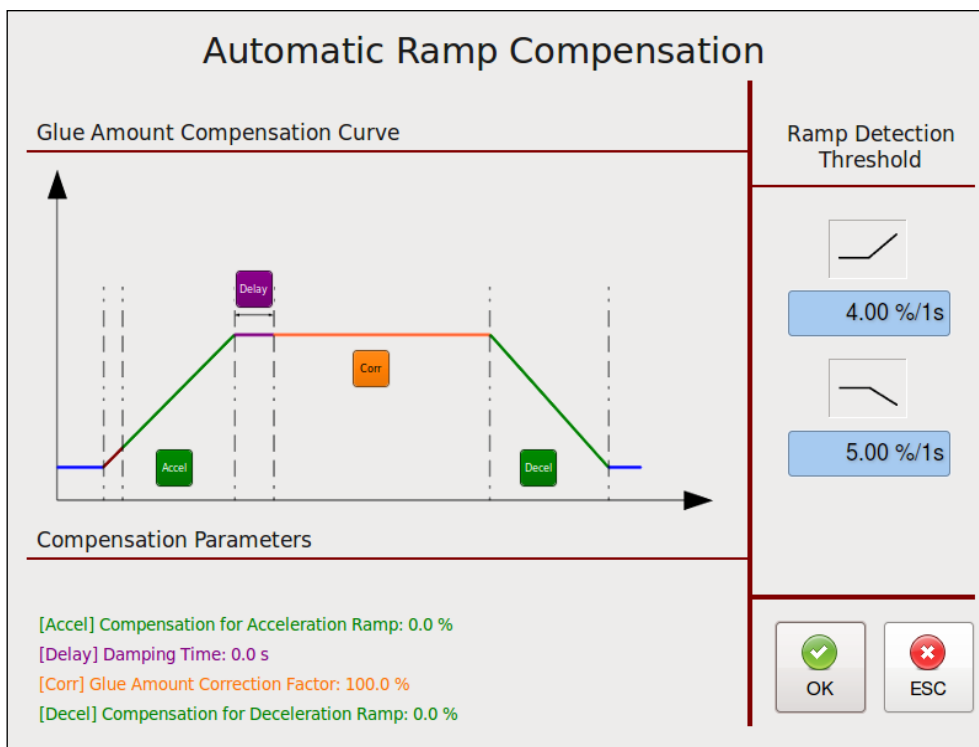 Automatic Ramp Compensation
Glue Amount Compensation Curve
Delay
Corr
Accel
Decel
Compensation Parameters
[Accel] Compensation for Acceleration Ramp: 0.0 %
[Delay] Damping Time: 0.0 s
[Corr] Glue Amount Correction Factor: 100.0 %
[Decel] Compensation for Deceleration Ramp: 0.0 %
Ramp Detection
Threshold
4.00 %/1s
5.00 %/1s
OK
ESC